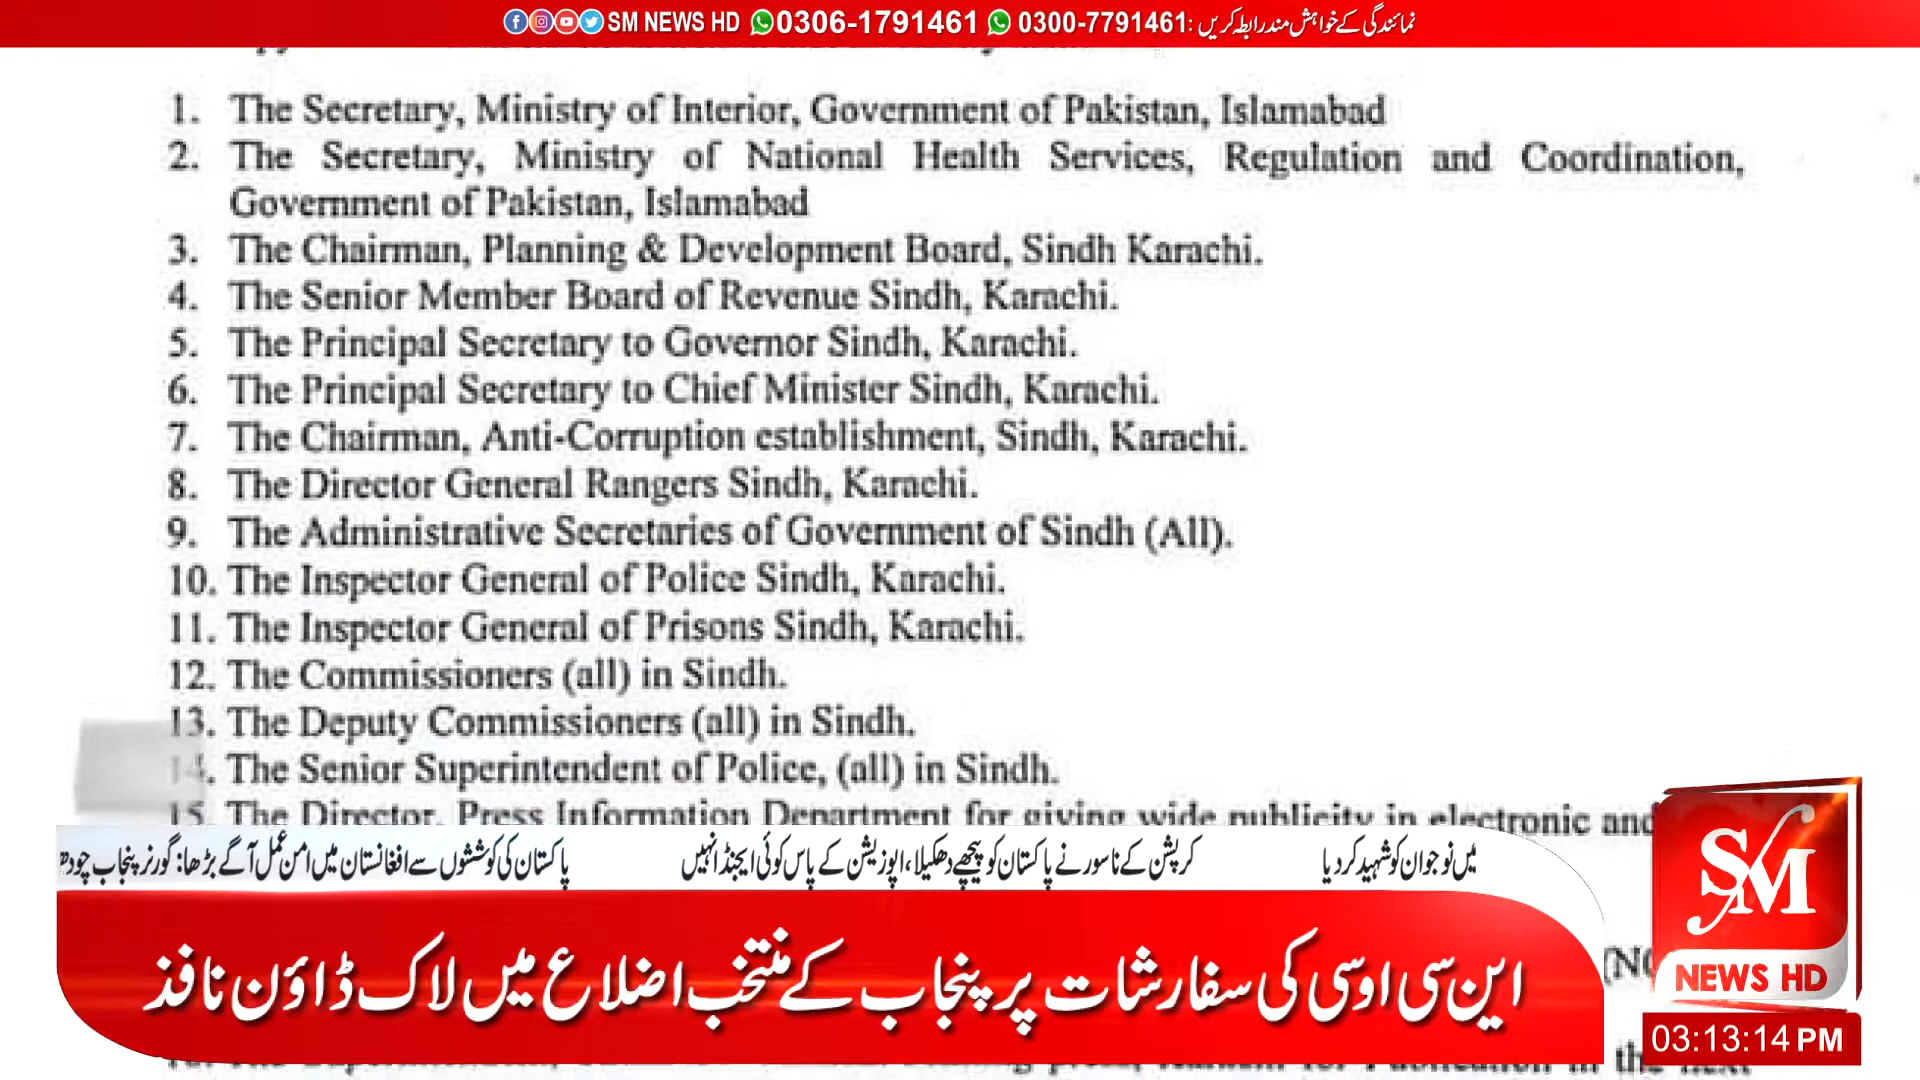 SM NEWS HD 0306-1791461 0300-7791461 نمائندگی کے خواہش مند رابطہ کریں:
1. The Secretary, Ministry of Interior, Government of Pakistan, Islamabad
2. The Secretary, Ministry of National Health Services, Regulation and Coordination,
Government of Pakistan, Islamabad
3. The Chairman, Planning & Development Board, Sindh Karachi.
4. The Senior Member Board of Revenue Sindh, Karachi.
5. The Principal Secretary to Governor Sindh, Karachi.
6. The Principal Secretary to Chief Minister Sindh, Karachi.
7. The Chairman, Anti-Corruption establishment, Sindh, Karachi.
8. The Director General Rangers Sindh, Karachi.
9. The Administrative Secretaries of Government of Sindh (All).
10. The Inspector General of Police Sindh, Karachi.
11. The Inspector General of Prisons Sindh, Karachi.
12. The Commissioners (all) in Sindh.
13. The Deputy Commissioners (all) in Sindh.
14. The Senior Superintendent of Police, (all) in Sindh.
15. The Director, Press Information Department for giving wide publicity in electronic and
میں نوجوان کو شہید کر دیا کرپشن کے ناسور نے پاکستان کو پیچھے دھکیلا، اپوزیشن کے پاس کوئی ایجنڈا نہیں پاکستان کی کوششوں سے افغانستان میں امن عمل آگے بڑھا: گورنر پنجاب
این سی او سی کی سفارشات پر پنجاب کے منتخب اضلاع میں لاک ڈاؤن نافذ
SM
NEWS HD
03:13:14 PM